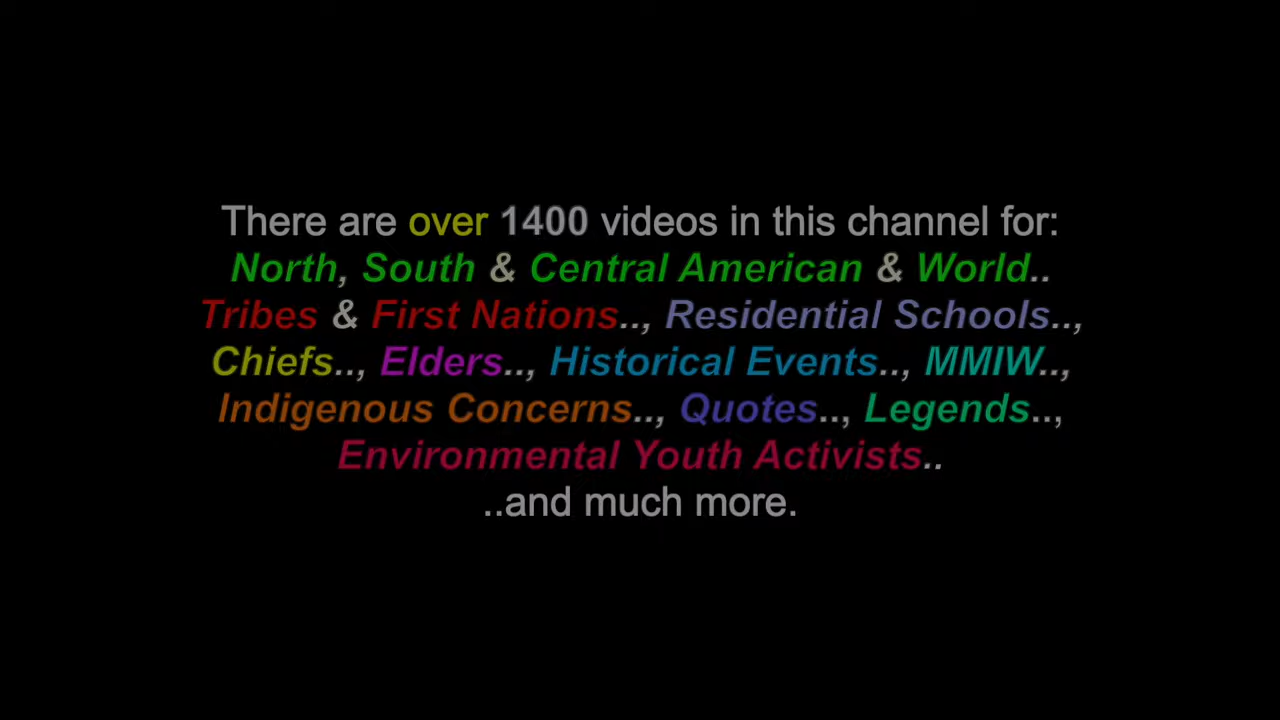 There are over 1400 videos in this channel for:
North, South & Central American & World..
Tribes & First Nations.., Residential Schools..,
Chiefs.., Elders.., Historical Events.., MMIW..,
Indigenous Concerns.., Quotes.., Legends..,
Environmental Youth Activists..
..and much more.